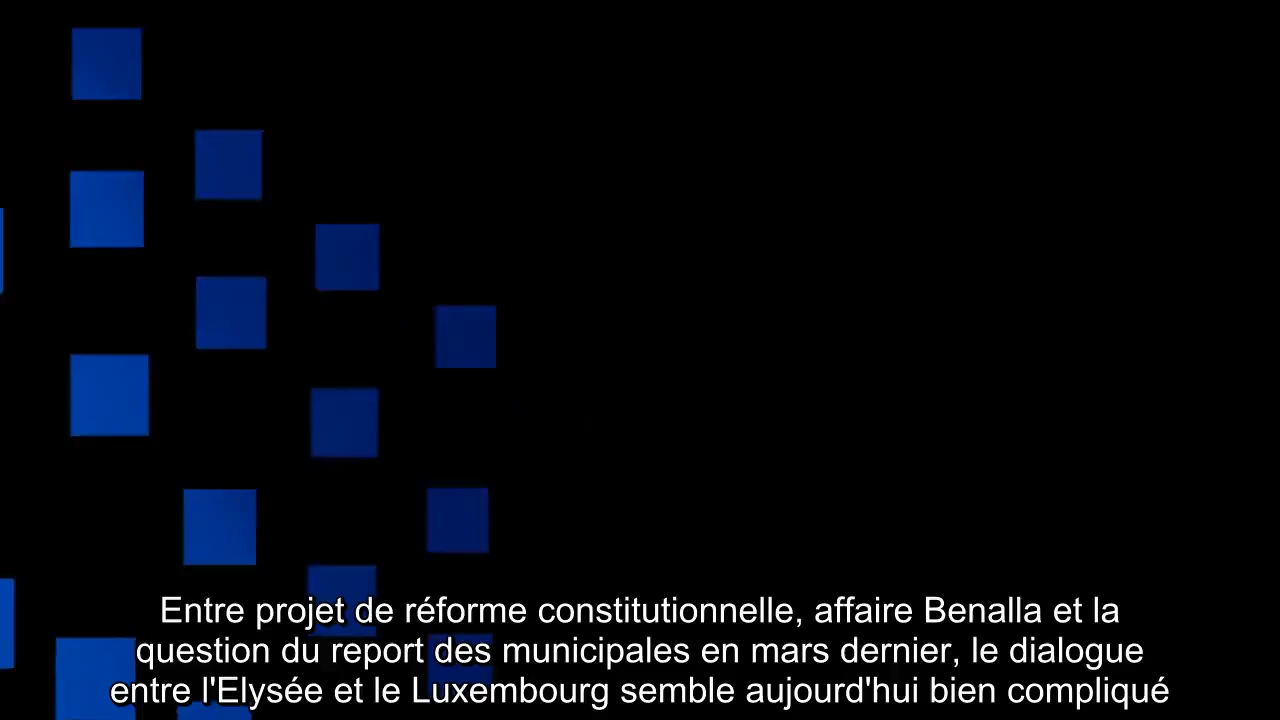 Entre projet de réforme constitutionnelle, affaire Benalla et la
question du report des municipales en mars dernier, le dialogue
entre l'Elysée et le Luxembourg semble aujourd'hui bien compliqué